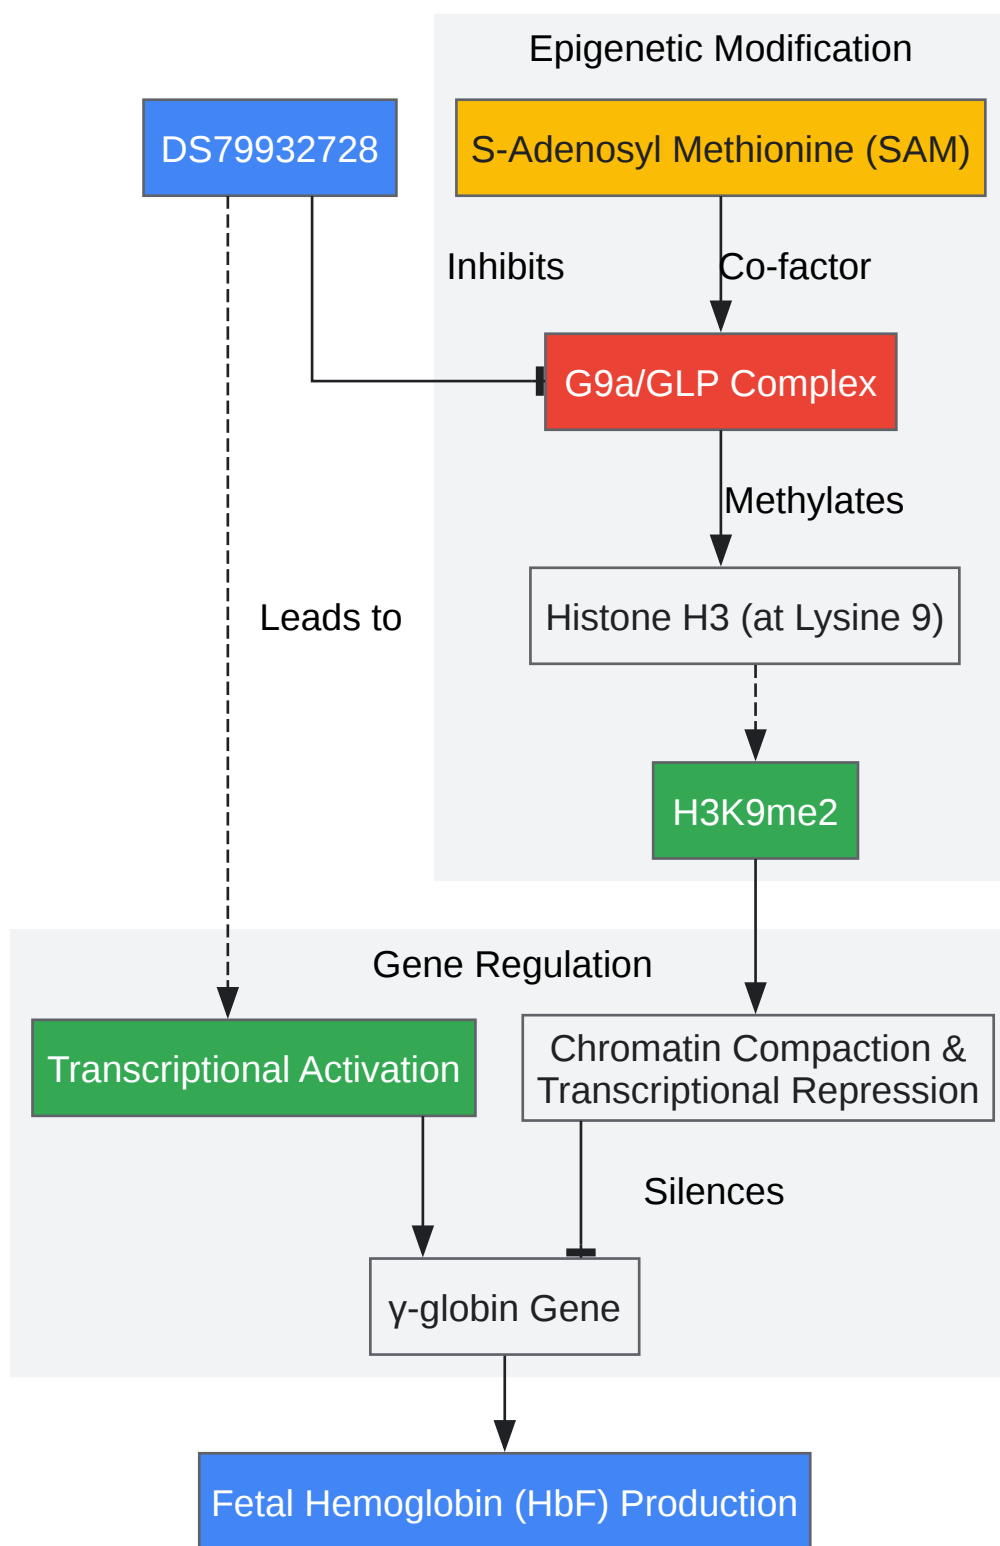 Epigenetic Modification
DS79932728
S-Adenosyl Methionine (SAM)
Inhibits
Co-factor
G9a/GLP Complex
Methylates
Histone H3 (at Lysine 9)
Leads to
H3K9me2
Gene Regulation
Transcriptional Activation
Chromatin Compaction &
Transcriptional Repression
Silences
γ-globin Gene
Fetal Hemoglobin (HbF) Production